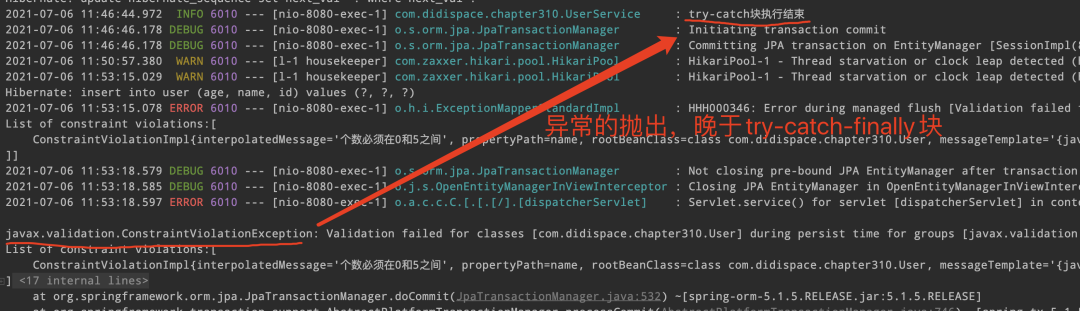 Hibernate: update hibernate_sequence set next_val= ? where next_val=?
2021-07-06 11:46:44.972  INFO 6010 --- [nio-8080-exec-1] com.didispace.chapter310.UserService     : try-catch块执行结束
2021-07-06 11:46:46.178 DEBUG 6010 --- [nio-8080-exec-1] o.s.orm.jpa.JpaTransactionManager        : Initiating transaction commit
2021-07-06 11:46:46.178 DEBUG 6010 --- [nio-8080-exec-1] o.s.orm.jpa.JpaTransactionManager        : Committing JPA transaction on EntityManager [SessionImpl(
2021-07-06 11:50:57.380  WARN 6010 --- [l-1 housekeeper] com.zaxxer.hikari.pool.HikariPool        : HikariPool-1 - Thread starvation or clock leap detected (
2021-07-06 11:53:15.029  WARN 6010 --- [l-1 housekeeper] com.zaxxer.hikari.pool.HikariPool        : HikariPool-1 - Thread starvation or clock leap detected (
Hibernate: insert into user (age, name, id) values (?, ?, ?)
2021-07-06 11:53:15.078 ERROR 6010 --- [nio-8080-exec-1] o.h.i.ExceptionMapperStandardImpl        : HHH000346: Error during managed flush [Validation failed
异常的抛出，晚于try-catch-finally块
List of constraint violations:[
    ConstraintViolationImpl{interpolatedMessage='个数必须在0和5之间', propertyPath=name, rootBeanClass=class com.didispace.chapter310.User, messageTemplate='{
]]
2021-07-06 11:53:18.579 DEBUG 6010 --- [nio-8080-exec-1] o.s.orm.jpa.JpaTransactionManager        : Not closing pre-bound JPA EntityManager after transaction
2021-07-06 11:53:18.585 DEBUG 6010 --- [nio-8080-exec-1] o.j.s.OpenEntityManagerInViewInterceptor : Closing JPA EntityManager in OpenEntityManagerInViewInter
2021-07-06 11:53:18.597 ERROR 6010 --- [nio-8080-exec-1] o.a.c.c.C.[.[.[/].[dispatcherServlet]    : Servlet.service() for servlet [dispatcherServlet] in
javax.validation.ConstraintViolationException: Validation failed for classes [com.didispace.chapter310.User] during persist time for groups [javax.validation
List of constraint violations:[
    ConstraintViolationImpl{interpolatedMessage='个数必须在0和5之间', propertyPath=name, rootBeanClass=class com.didispace.chapter310.User, messageTemplate='{
] <17 internal lines>
    at org.springframework.orm.jpa.JpaTransactionManager.doCommit(JpaTransactionManager.java:532) ~[spring-orm-5.1.5.RELEASE.jar:5.1.5.RELEASE]